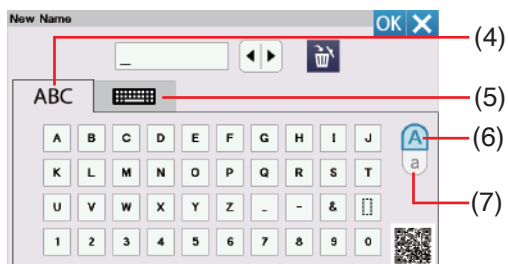 New Name
OK
(4)
_
ABC
(5)
A B C D E F G H I J
A
(6)
K L M N O P Q R S T
a
(7)
U V W X Y Z _ - &
1 2 3 4 5 6 7 8 9 0